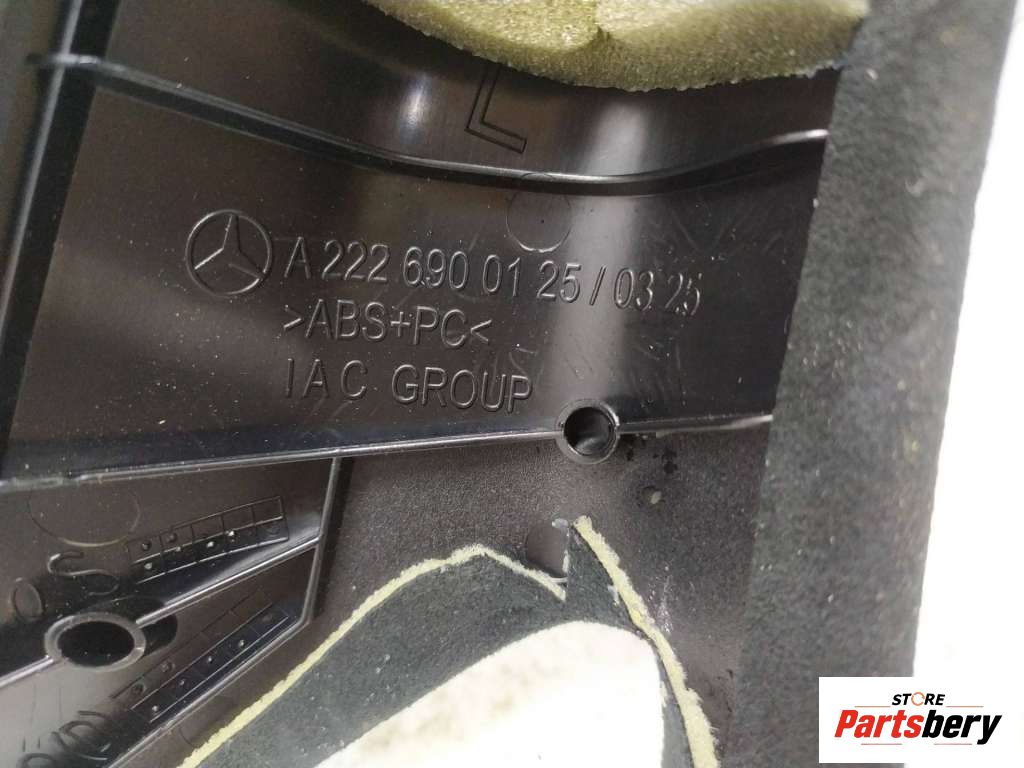 L
A 222 690 01 25 / 03 25
>ABS+PC<
IAC GROUP
STORE
Partsbery